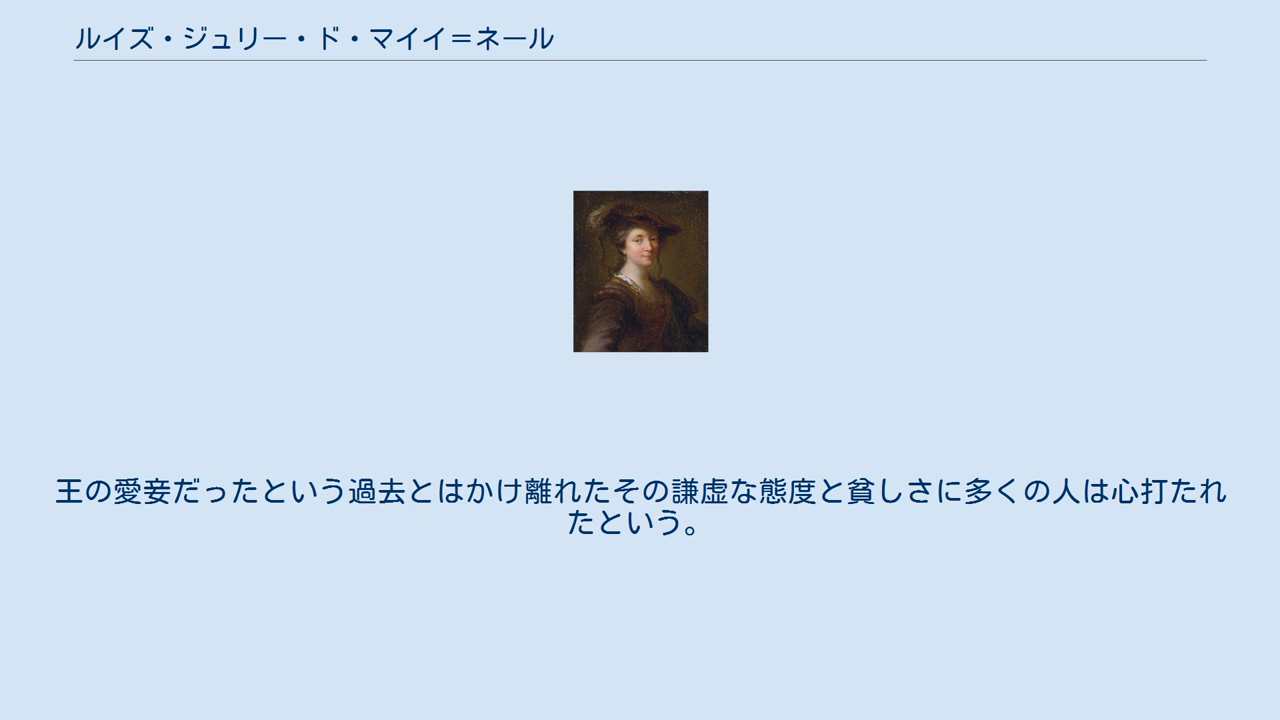 ルイズ・ジュリー・ド・マイイ＝ネール
王の愛妾だったという過去とはかけ離れたその謙虚な態度と貧しさに多くの人は心打たれ
たという。